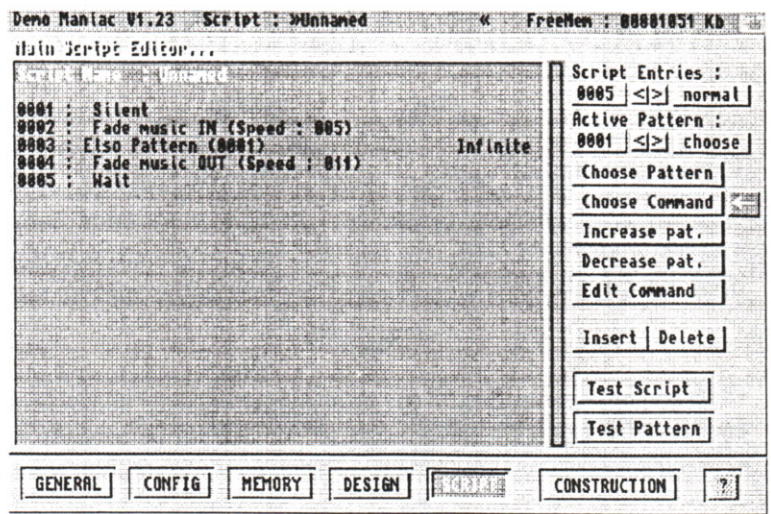 Demo Maniac V1.23 Script : »Unnamed « FreeMem : 00001051 Kb
Main Script Editor...
Script Name : Unnamed
0001 : Silent
0002 : Fade music IN (Speed : 005)
0003 : Elso Pattern (0001) Infinite
0004 : Fade music OUT (Speed : 011)
0005 : Wait
Script Entries :
0005 < > normal
Active Pattern :
0001 < > choose
Choose Pattern
Choose Command
Increase pat.
Decrease pat.
Edit Command
Insert Delete
Test Script
Test Pattern
GENERAL CONFIG MEMORY DESIGN SCRIPT CONSTRUCTION ?